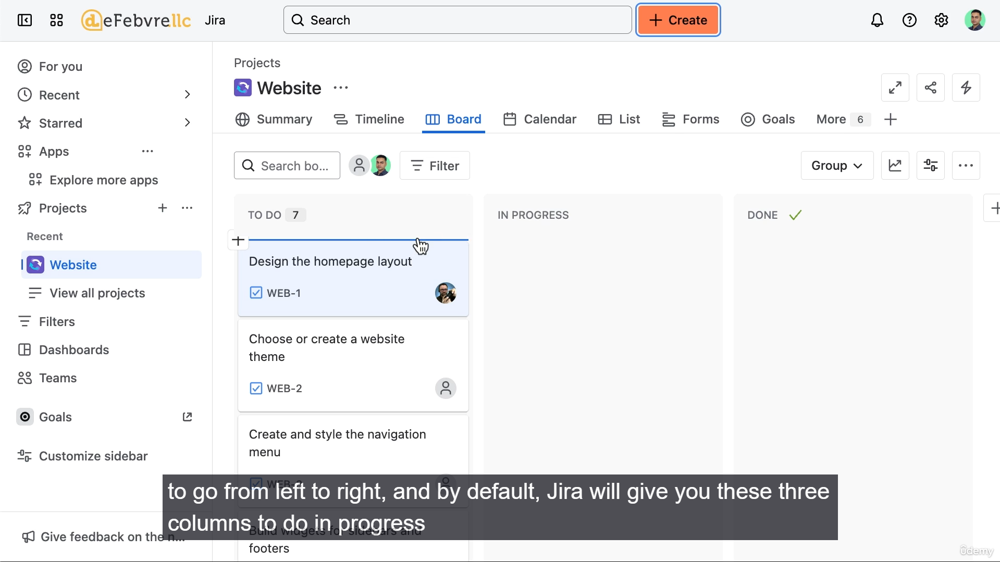 deFebvre.llc Jira
Search
Create
For you
Recent
Starred
Apps
Explore more apps
Projects
Recent
Website
View all projects
Filters
Dashboards
Teams
Goals
Customize sidebar
Give feedback on the n...
Projects
Website
Summary Timeline Board Calendar List Forms Goals More 6
Search bo... Filter Group
TO DO 7
Design the homepage layout
WEB-1
Choose or create a website
theme
WEB-2
Create and style the navigation
menu
WEB-3
Build widgets for sidebars and
footers
IN PROGRESS
DONE
to go from left to right, and by default, Jira will give you these three
columns to do in progress
ûdemy